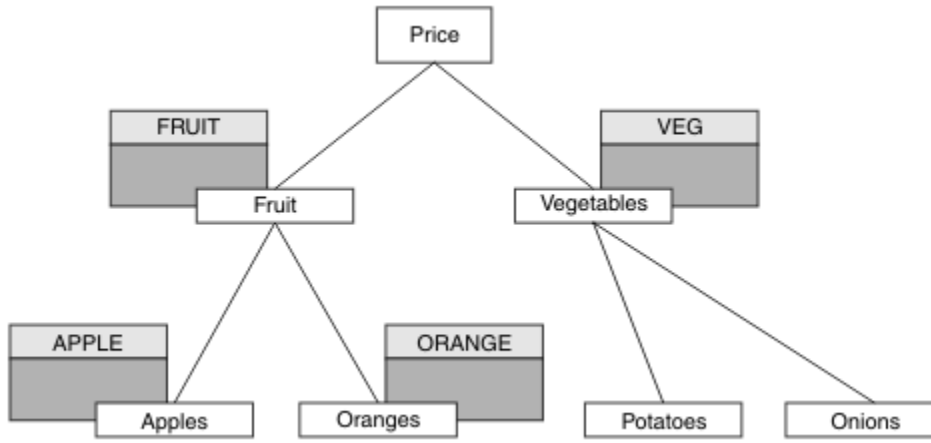 Price
FRUIT
VEG
Fruit
Vegetables
APPLE
ORANGE
Apples
Oranges
Potatoes
Onions